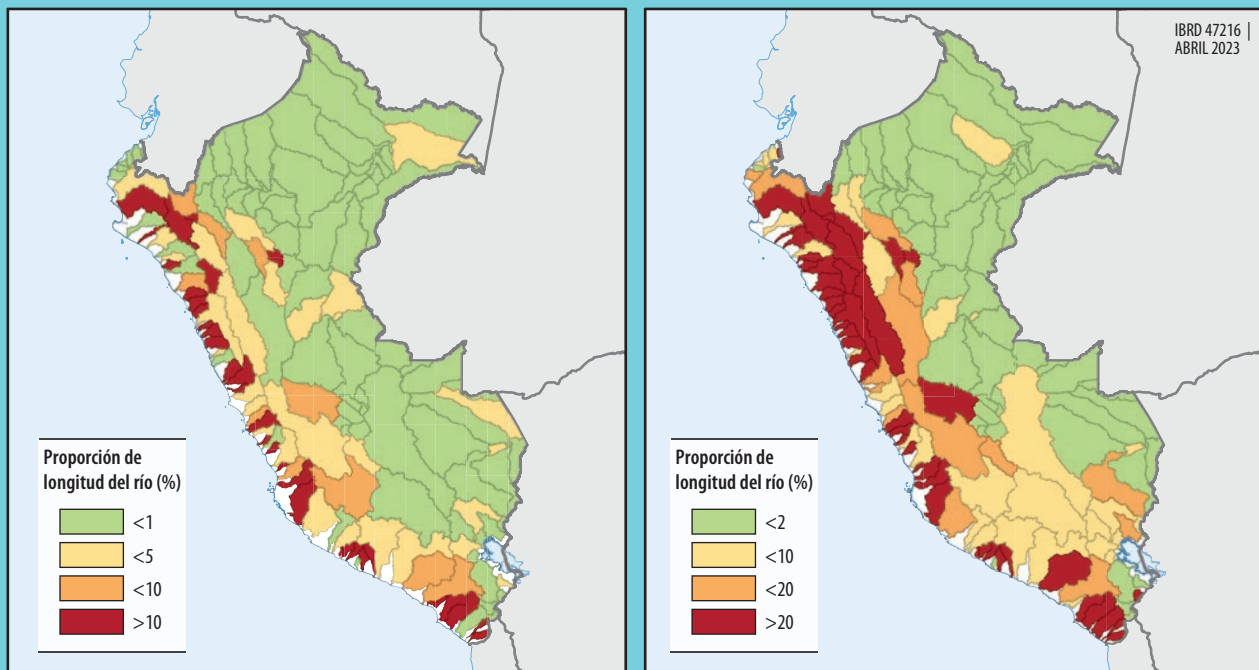 Proporción de
longitud del río (%)
<1
<5
<10
>10
IBRD 47216 |
ABRIL 2023
Proporción de
longitud del río (%)
<2
<10
<20
>20